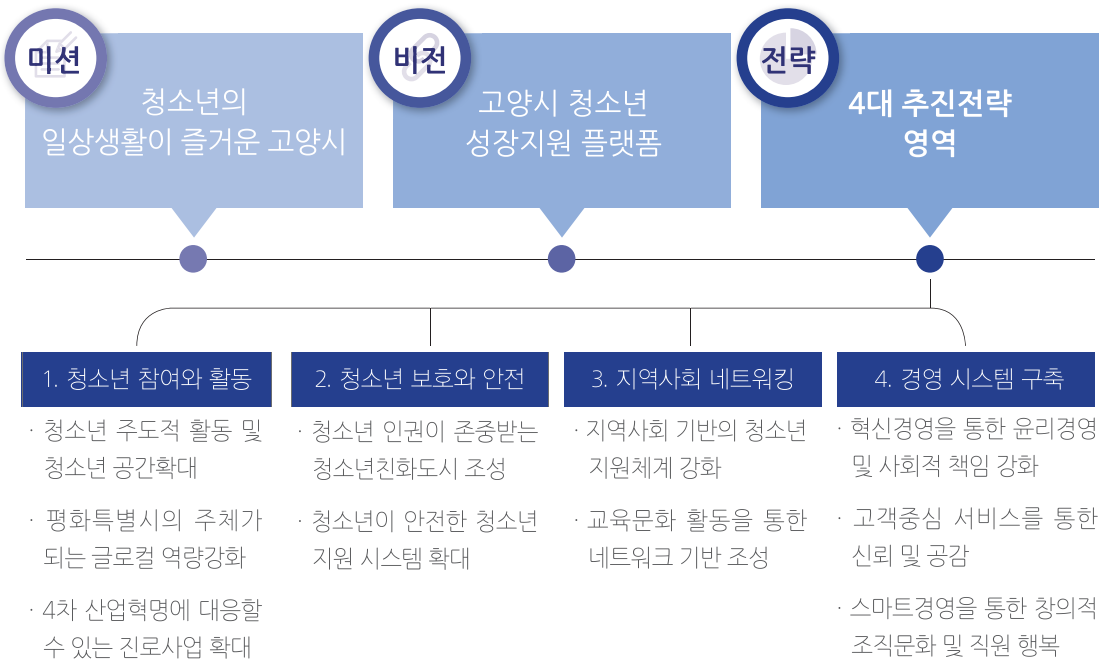 미션
청소년의
일상생활이 즐거운 고양시
비전
고양시 청소년
성장지원 플랫폼
전략
4대 추진전략
영역
1. 청소년 참여와 활동
· 청소년 주도적 활동 및
청소년 공간확대
· 평화특별시의 주체가
되는 글로컬 역량강화
· 4차 산업혁명에 대응할
수 있는 진로사업 확대
2. 청소년 보호와 안전
· 청소년 인권이 존중받는
청소년친화도시 조성
· 청소년이 안전한 청소년
지원 시스템 확대
3. 지역사회 네트워킹
· 지역사회 기반의 청소년
지원체계 강화
· 교육문화 활동을 통한
네트워크 기반 조성
4. 경영 시스템 구축
· 혁신경영을 통한 윤리경영
및 사회적 책임 강화
· 고객중심 서비스를 통한
신뢰 및 공감
· 스마트경영을 통한 창의적
조직문화 및 직원 행복